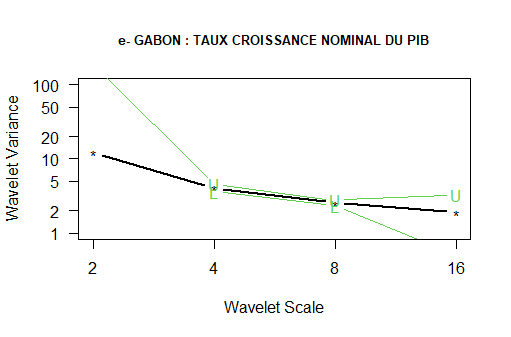 e- GABON : TAUX CROISSANCE NOMINAL DU PIB
Wavelet Variance
100
50
20
10
5
2
1
* * * *
U U U
L L
2 4 8 16
Wavelet Scale